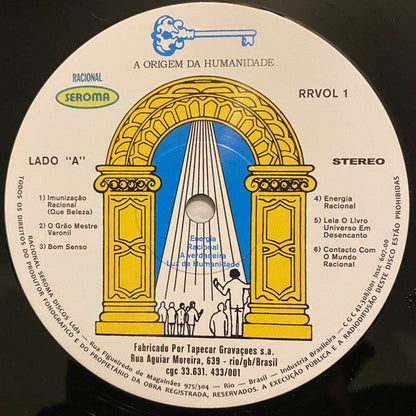 A ORIGEM DA HUMANIDADE
RACIONAL
SEROMA
RRVOL 1
LADO "A"
STEREO
1) Imunização
Racional
(Que Beleza)
2) O Grão Mestre
Varonil
3) Bom Senso
4) Energia
Racional
5) Leia O Livro
Universo Em
Desencanto
6) Contacto Com
O Mundo
Racional
Energia
Racional
A verdadeira
Luz da Humanidade
Fabricado Por Tapecar Gravaçoes s.a.
Rua Aguiar Moreira, 639 - rio/gb/Brasil
cgc 33.631. 433/001
TODOS OS DIREITOS DO PRODUTOR FONOGRÁFICO E DO PROPRIETÁRIO DA OBRA REGISTRADA, RESERVADOS. A EXECUÇÃO PÚBLICA E A RADIODIFUSÃO DESTE DISCO ESTÃO PROIBIDAS
RACIONAL SEROMA DISCOS Ltda. - Rua Figueiredo de Magalhães 975/304 - Rio - Brasil - Industria Brasileira - CGC